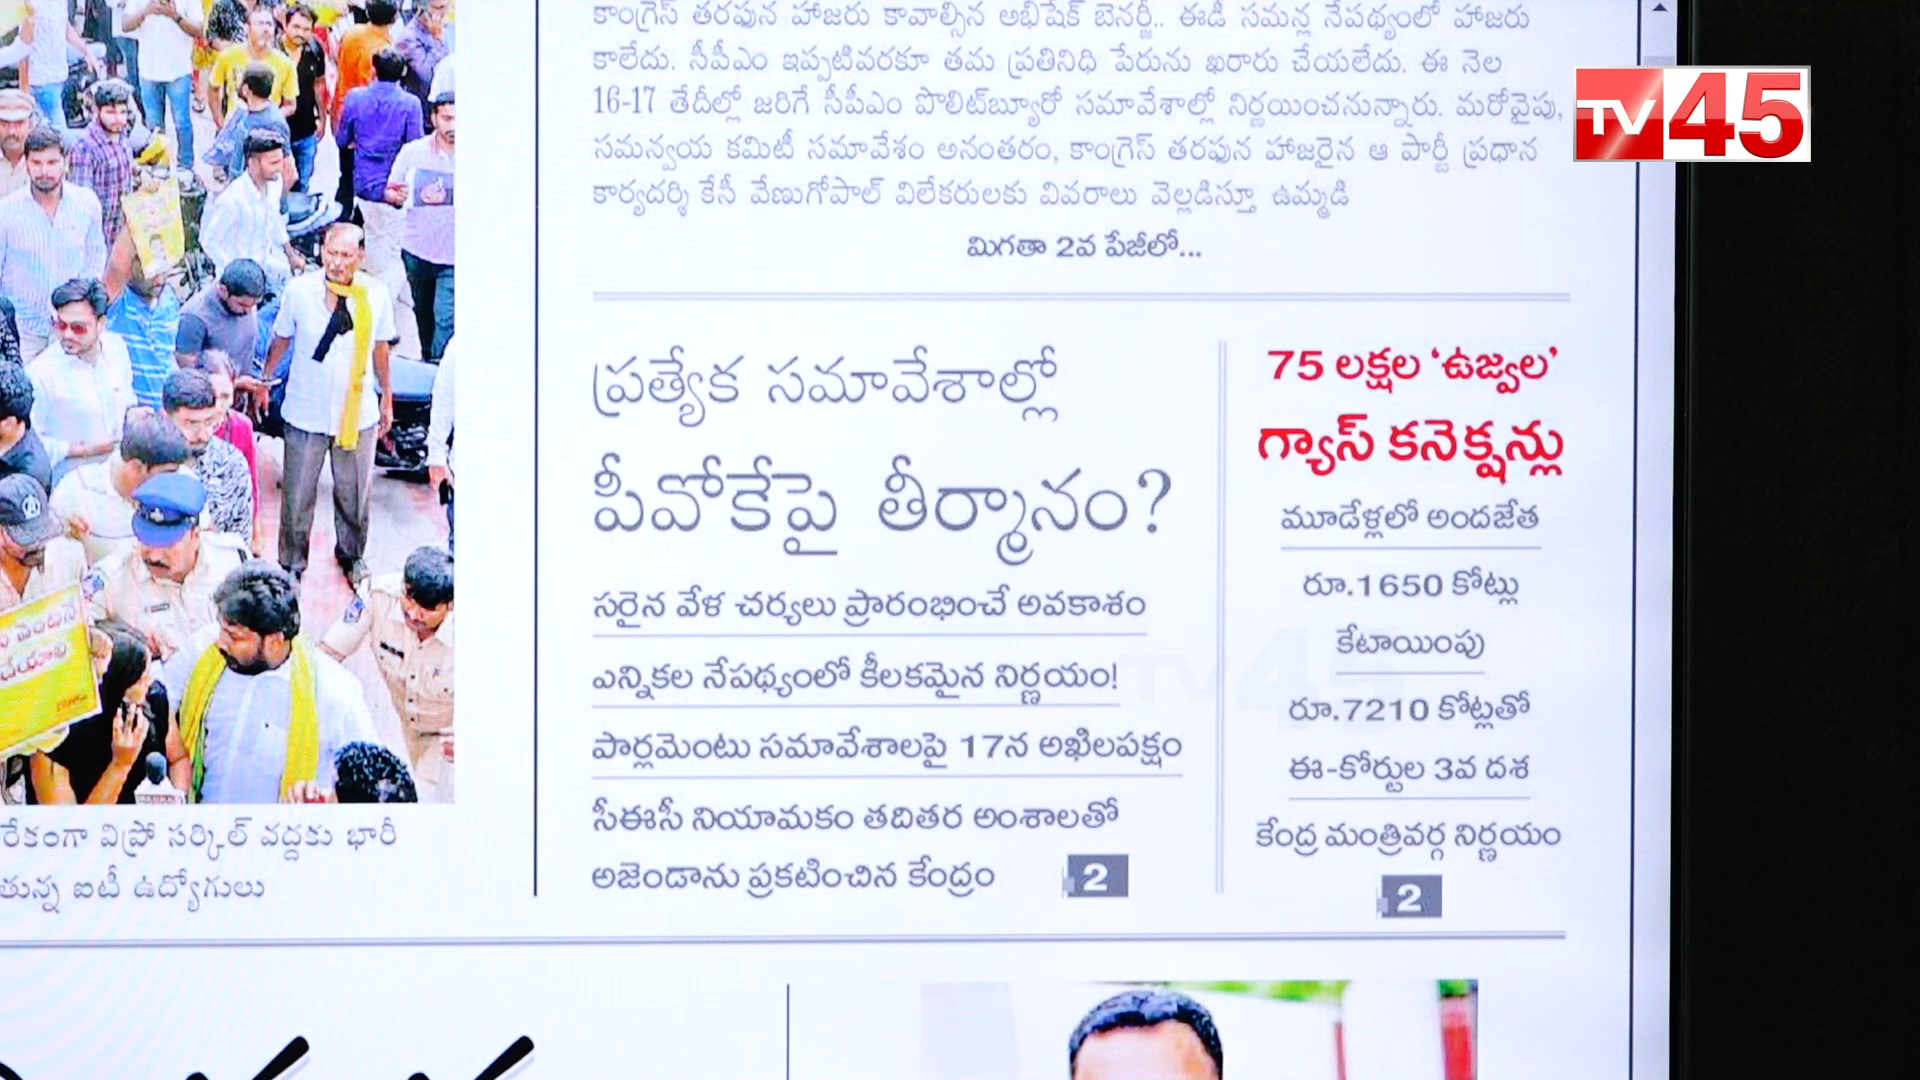 కాంగ్రెస్ తరఫున హాజరు కావాల్సిన అభిషేక్ బెనర్జీ.. ఈడీ సమన్ల నేపథ్యంలో హాజరు
కాలేదు. సీపీఎం ఇప్పటివరకూ తమ ప్రతినిధి పేరును ఖరారు చేయలేదు. ఈ నెల
16-17 తేదీల్లో జరిగే సీపీఎం పొలిట్‌బ్యూరో సమావేశాల్లో నిర్ణయించనున్నారు. మరోవైపు,
సమన్వయ కమిటీ సమావేశం అనంతరం, కాంగ్రెస్ తరఫున హాజరైన ఆ పార్టీ ప్రధాన
కార్యదర్శి కేసీ వేణుగోపాల్ విలేకరులకు వివరాలు వెల్లడిస్తూ ఉమ్మడి
మిగతా 2వ పేజీలో...
TV45
ప్రత్యేక సమావేశాల్లో
పీవోకేపై తీర్మానం?
సరైన వేళ చర్యలు ప్రారంభించే అవకాశం
ఎన్నికల నేపథ్యంలో కీలకమైన నిర్ణయం!
పార్లమెంటు సమావేశాలపై 17న అఖిలపక్షం
సీఈసీ నియామకం తదితర అంశాలతో
అజెండాను ప్రకటించిన కేంద్రం 2
75 లక్షల ‘ఉజ్వల’
గ్యాస్ కనెక్షన్లు
మూడేళ్లలో అందజేత
రూ.1650 కోట్లు
కేటాయింపు
రూ.7210 కోట్లతో
ఈ-కోర్టుల 3వ దశ
కేంద్ర మంత్రివర్గ నిర్ణయం
2
TV45
రేకంగా విప్రో సర్కిల్ వద్దకు భారీ
తున్న ఐటీ ఉద్యోగులు